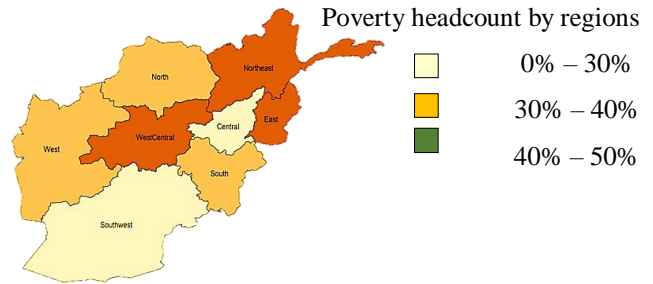 Poverty headcount by regions
0% – 30%
30% – 40%
40% – 50%
North
Northeast
Central
East
WestCentral
West
South
Southwest